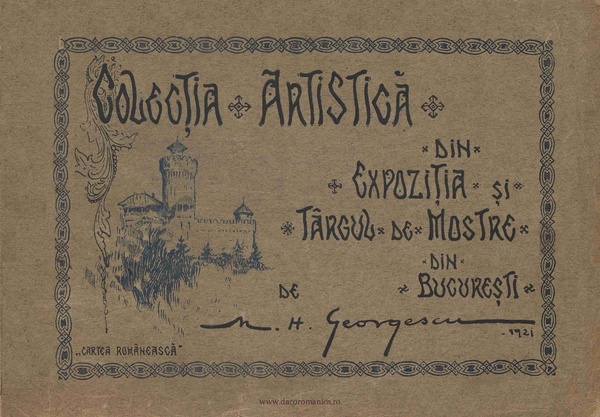 COLECȚIA ARTISTICĂ
DIN
EXPOZIȚIA ȘI
TÂRGUL DE MOSTRE
DIN
BUCUREȘTI
DE
M. H. Georgescu
- 1921
„CARTEA ROMÂNEASCĂ"
www.dacoromanica.ro